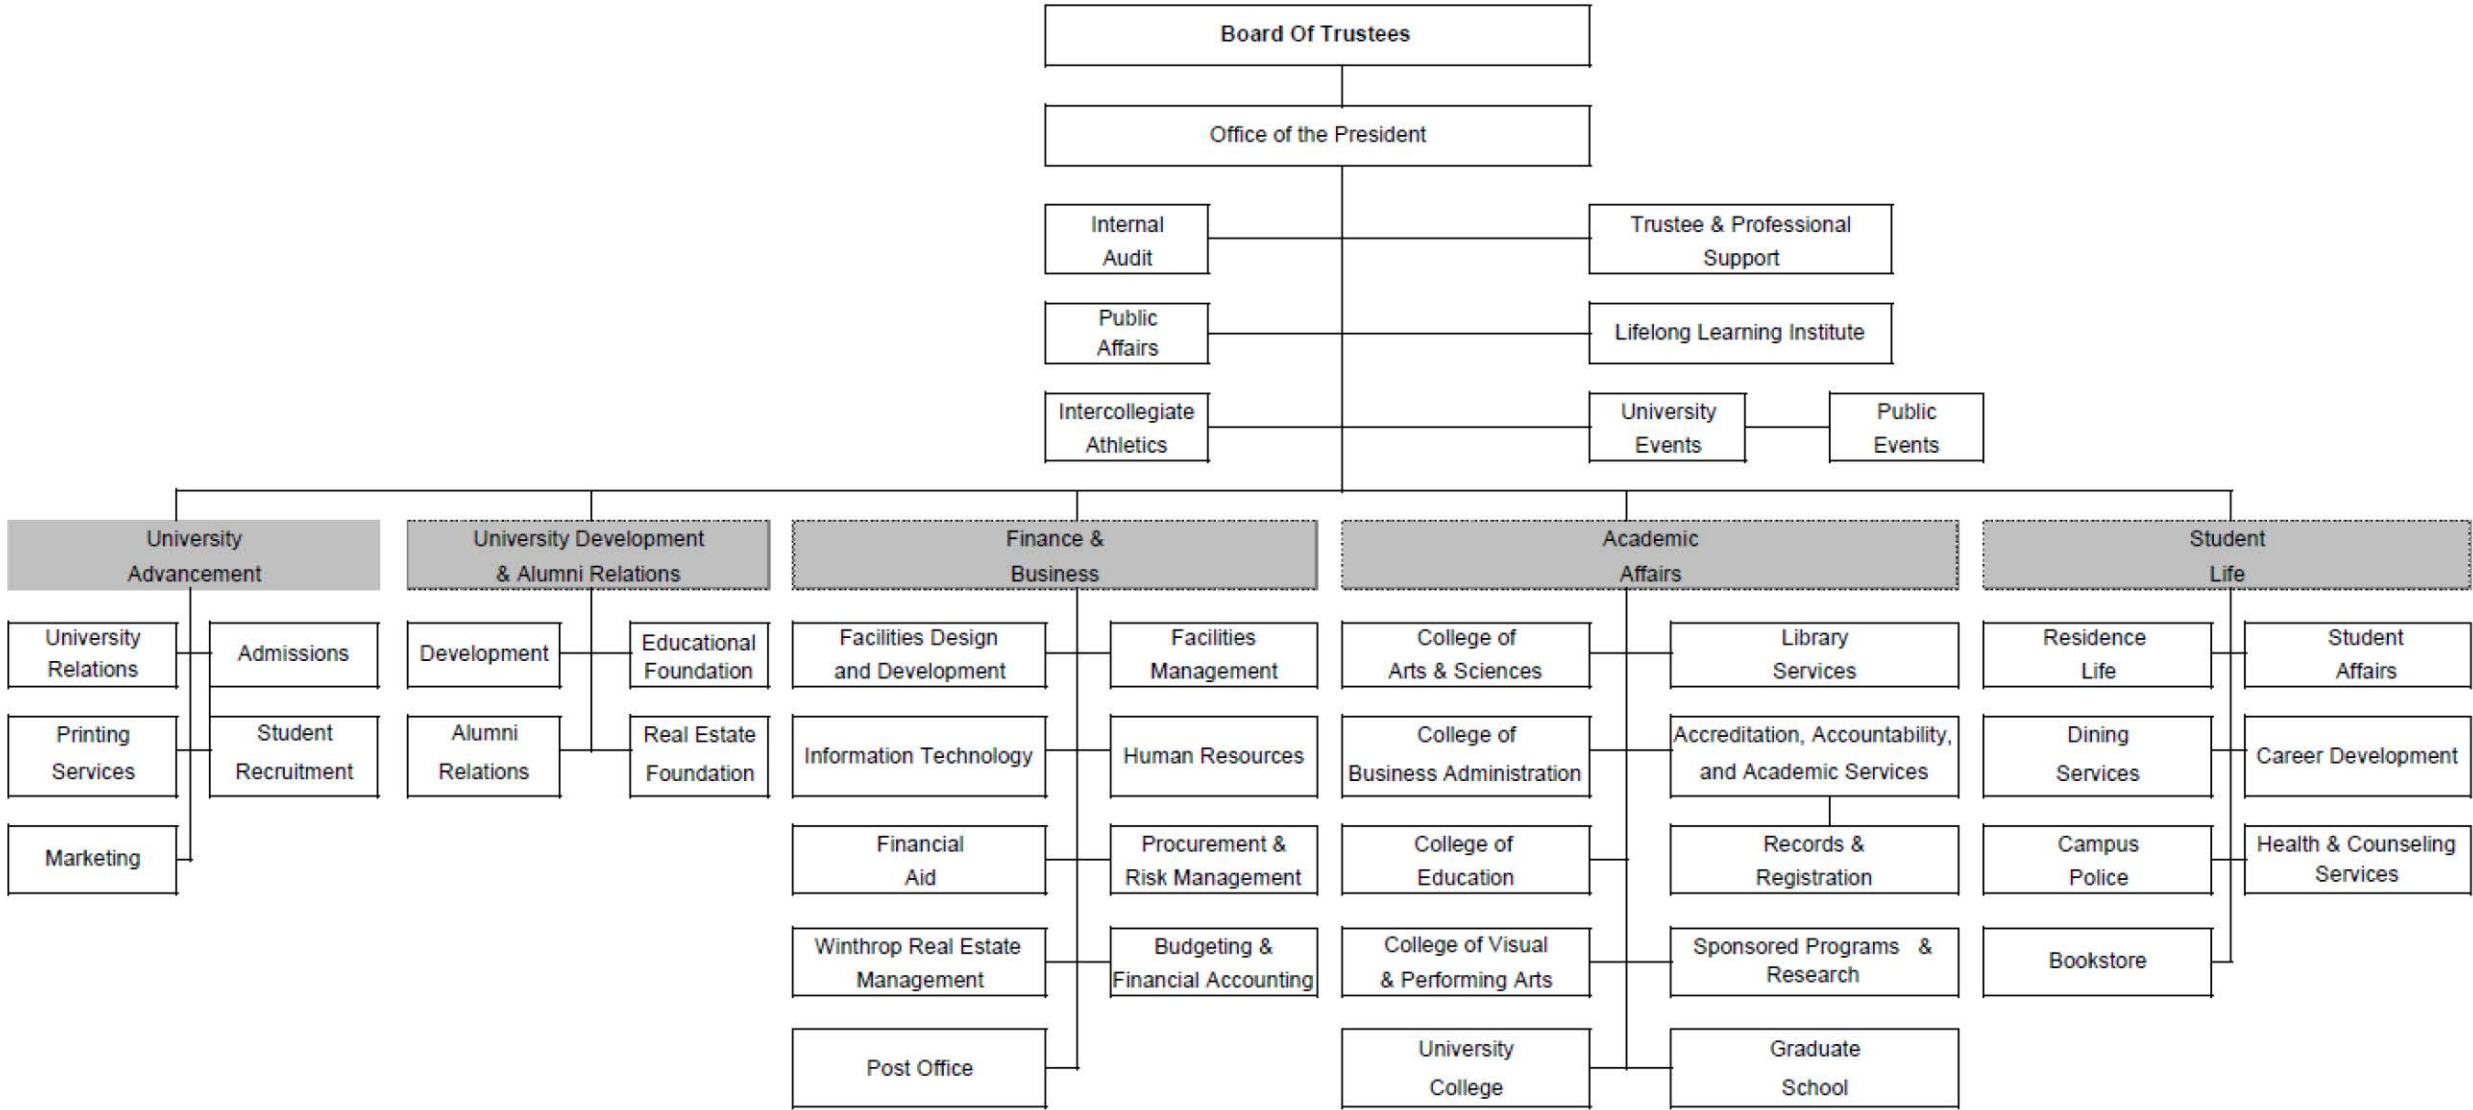 Board Of Trustees
Office of the President
Internal
Audit
Trustee & Professional
Support
Public
Affairs
Lifelong Learning Institute
Intercollegiate
Athletics
University
Events
Public
Events
University
Advancement
University Development
& Alumni Relations
Finance &
Business
Academic
Affairs
Student
Life
University
Relations
Admissions
Printing
Services
Student
Recruitment
Marketing
Development
Educational
Foundation
Alumni
Relations
Real Estate
Foundation
Facilities Design
and Development
Facilities
Management
Information Technology
Human Resources
Financial
Aid
Procurement &
Risk Management
Winthrop Real Estate
Management
Budgeting &
Financial Accounting
Post Office
College of
Arts & Sciences
Library
Services
College of
Business Administration
Accreditation, Accountability,
and Academic Services
College of
Education
Records &
Registration
College of Visual
& Performing Arts
Sponsored Programs &
Research
University
College
Graduate
School
Residence
Life
Student
Affairs
Dining
Services
Career Development
Campus
Police
Health & Counseling
Services
Bookstore